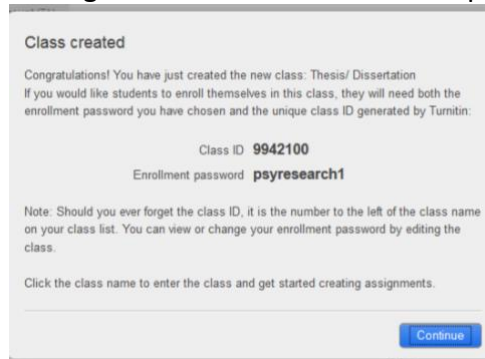 Class created
Congratulations! You have just created the new class: Thesis/ Dissertation
If you would like students to enroll themselves in this class, they will need both the
enrollment password you have chosen and the unique class ID generated by Turnitin:
Class ID 9942100
Enrollment password psyresearch1
Note: Should you ever forget the class ID, it is the number to the left of the class name
on your class list. You can view or change your enrollment password by editing the
class.
Click the class name to enter the class and get started creating assignments.
Continue